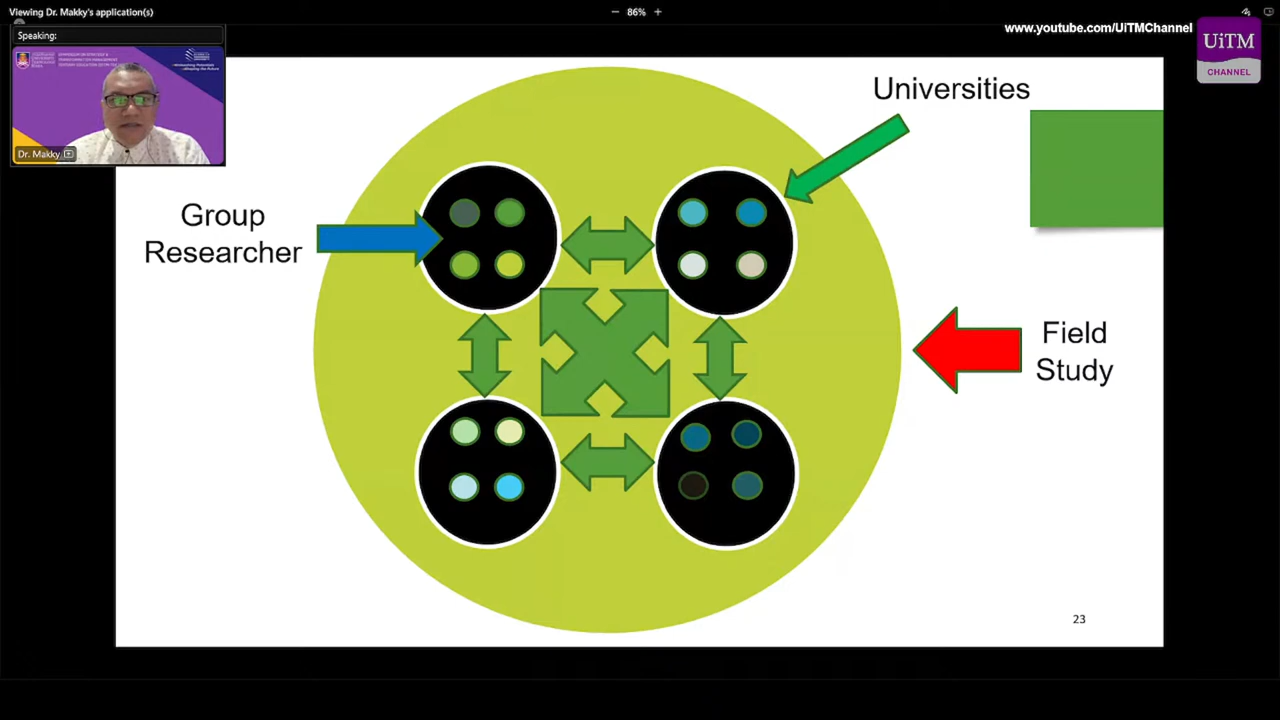 Viewing Dr. Makky's application(s)
86%
Speaking:
www.youtube.com/UiTMChannel
UiTM
CHANNEL
Dr. Makky
Universities
Group
Researcher
Field
Study
23